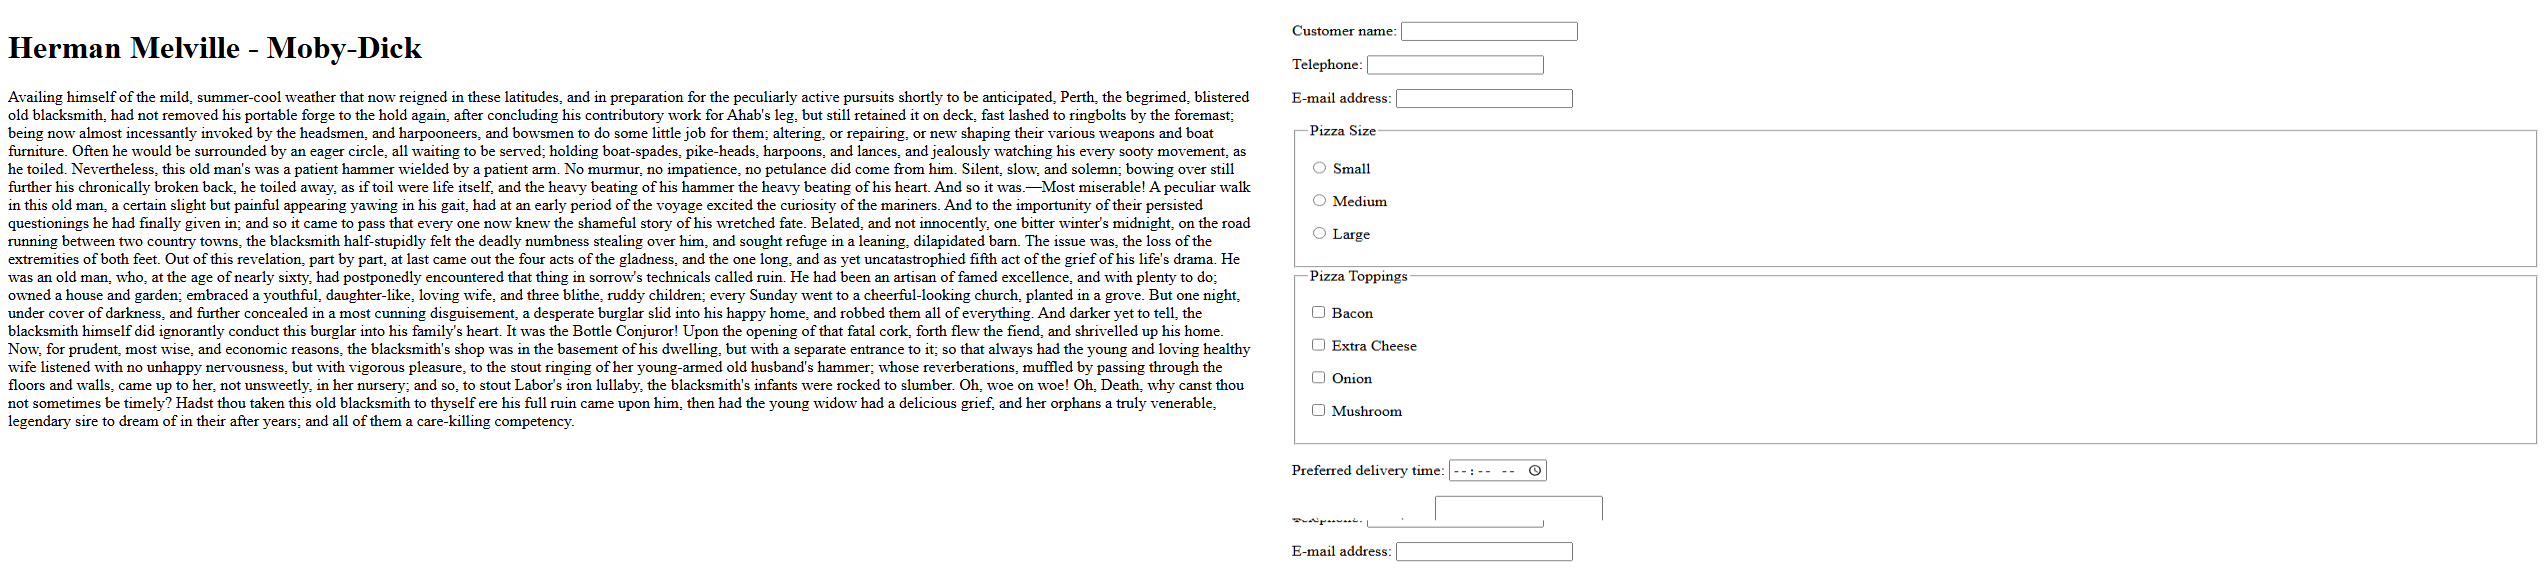 Herman Melville - Moby-Dick
Availing himself of the mild, summer-cool weather that now reigned in these latitudes, and in preparation for the peculiarly active pursuits shortly to be anticipated, Perth, the begrimed, blistered
old blacksmith, had not removed his portable forge to the hold again, after concluding his contributory work for Ahab's leg, but still retained it on deck, fast lashed to ringbolts by the foremast;
being now almost incessantly invoked by the headsmen, and harpooneers, and bowsmen to do some little job for them; altering, or repairing, or new shaping their various weapons and boat
furniture. Often he would be surrounded by an eager circle, all waiting to be served; holding boat-spades, pike-heads, harpoons, and lances, and jealously watching his every sooty movement, as
he toiled. Nevertheless, this old man's was a patient hammer wielded by a patient arm. No murmur, no impatience, no petulance did come from him. Silent, slow, and solemn; bowing over still
further his chronically broken back, he toiled away, as if toil were life itself, and the heavy beating of his hammer the heavy beating of his heart. And so it was.—Most miserable! A peculiar walk
in this old man, a certain slight but painful appearing yawing in his gait, had at an early period of the voyage excited the curiosity of the mariners. And to the importunity of their persisted
questionings he had finally given in; and so it came to pass that every one now knew the shameful story of his wretched fate. Belated, and not innocently, one bitter winter's midnight, on the road
running between two country towns, the blacksmith half-stupidly felt the deadly numbness stealing over him, and sought refuge in a leaning, dilapidated barn. The issue was, the loss of the
extremities of both feet. Out of this revelation, part by part, at last came out the four acts of the gladness, and the one long, and as yet uncatastrophied fifth act of the grief of his life's drama. He
was an old man, who, at the age of nearly sixty, had postponedly encountered that thing in sorrow's technicals called ruin. He had been an artisan of famed excellence, and with plenty to do;
owned a house and garden; embraced a youthful, daughter-like, loving wife, and three blithe, ruddy children; every Sunday went to a cheerful-looking church, planted in a grove. But one night,
under cover of darkness, and further concealed in a most cunning disguisement, a desperate burglar slid into his happy home, and robbed them all of everything. And darker yet to tell, the
blacksmith himself did ignorantly conduct this burglar into his family's heart. It was the Bottle Conjuror! Upon the opening of that fatal cork, forth flew the fiend, and shrivelled up his home.
Now, for prudent, most wise, and economic reasons, the blacksmith's shop was in the basement of his dwelling, but with a separate entrance to it; so that always had the young and loving healthy
wife listened with no unhappy nervousness, but with vigorous pleasure, to the stout ringing of her young-armed old husband's hammer; whose reverberations, muffled by passing through the
floors and walls, came up to her, not unsweetly, in her nursery; and so, to stout Labor's iron lullaby, the blacksmith's infants were rocked to slumber. Oh, woe on woe! Oh, Death, why canst thou
not sometimes be timely? Hadst thou taken this old blacksmith to thyself ere his full ruin came upon him, then had the young widow had a delicious grief, and her orphans a truly venerable,
legendary sire to dream of in their after years; and all of them a care-killing competency.
Customer name:
Telephone:
E-mail address:
Pizza Size
Small
Medium
Large
Pizza Toppings
Bacon
Extra Cheese
Onion
Mushroom
Preferred delivery time: --:-- --
E-mail address: